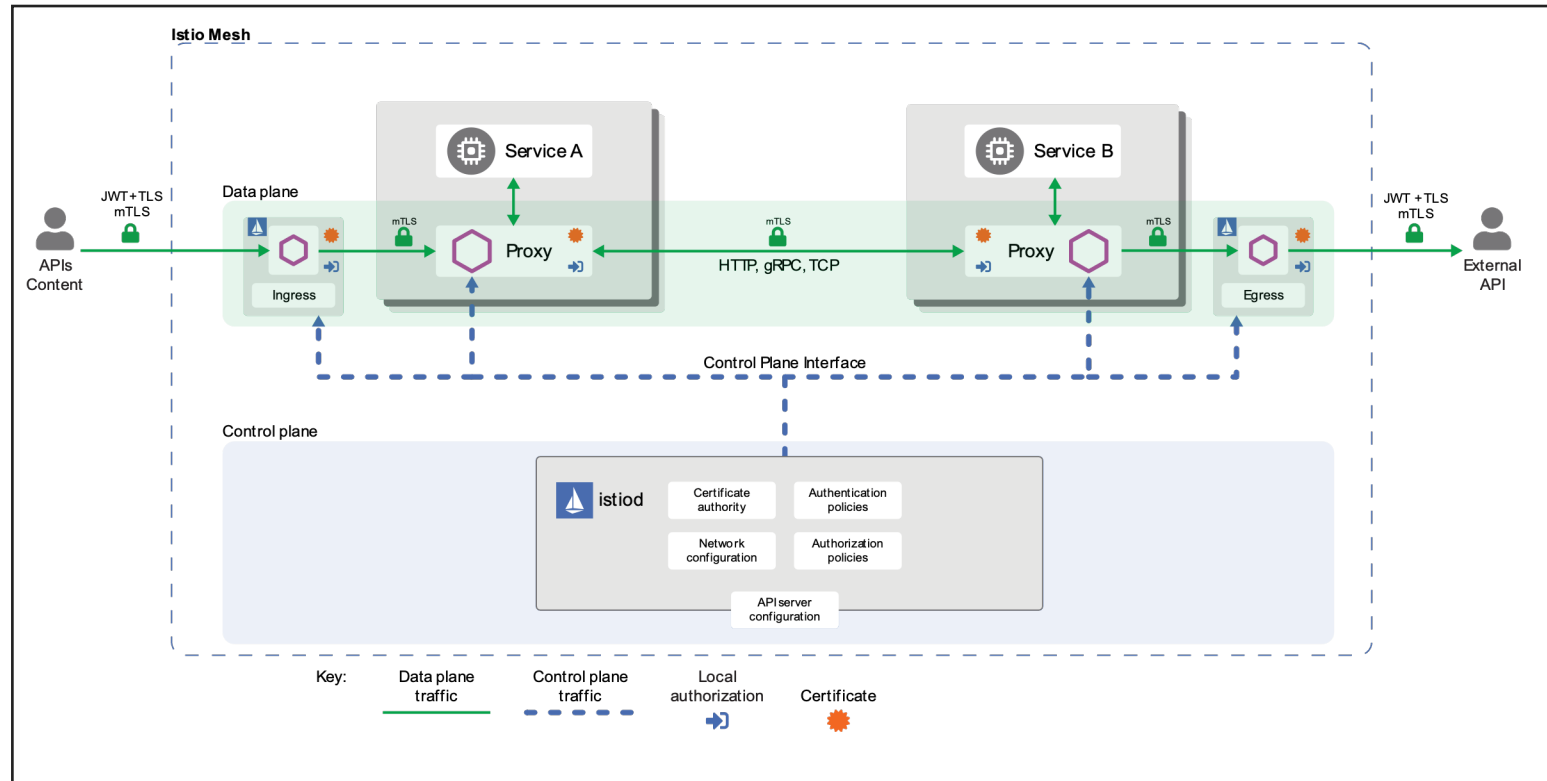 Istio Mesh
Service A
Service B
Data plane
JWT+TLS
mTLS
mTLS
mTLS
mTLS
JWT +TLS
mTLS
Proxy
Proxy
HTTP, gRPC, TCP
APIs
Content
Ingress
Egress
External
API
Control Plane Interface
Control plane
istiod
Certificate
authority
Authentication
policies
Network
configuration
Authorization
policies
API server
configuration
Key:
Data plane
traffic
Control plane
traffic
Local
authorization
Certificate